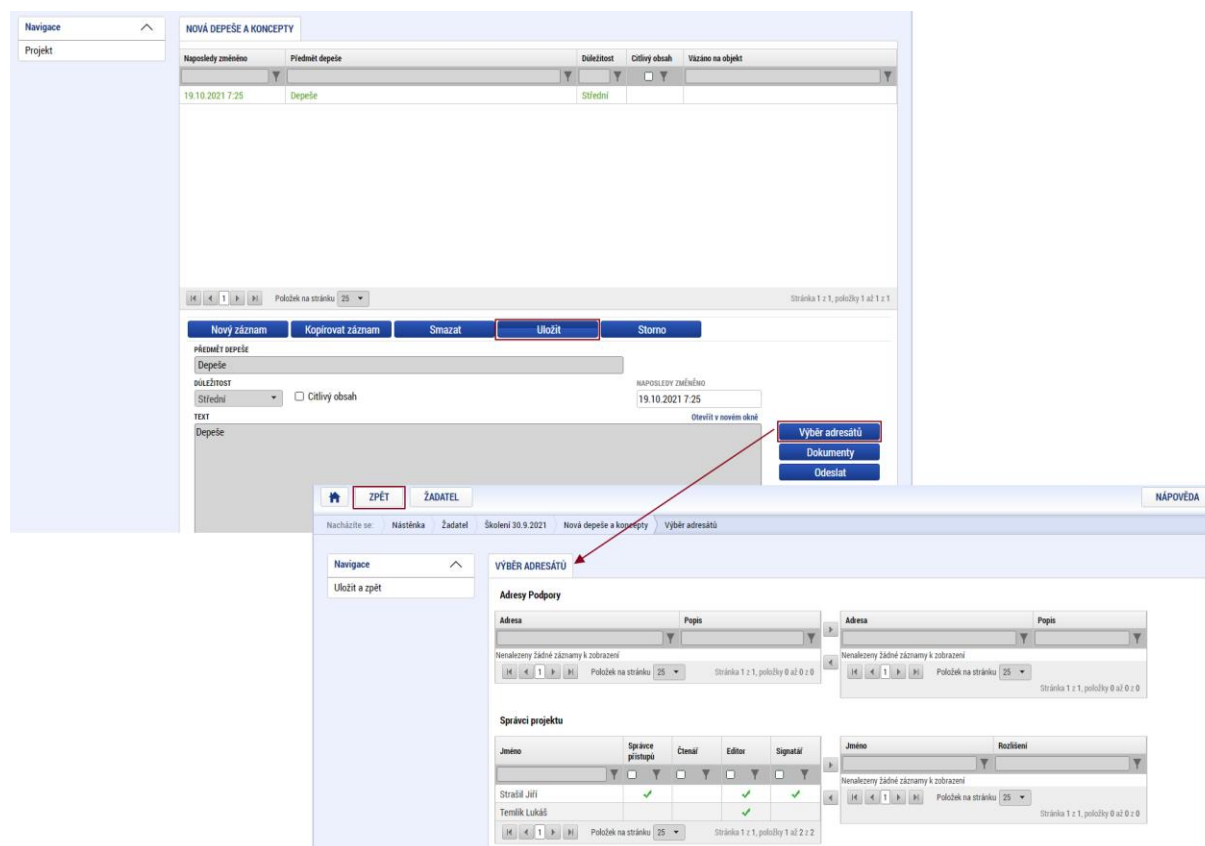 Navigace
Projekt
NOVÁ DEPEŠE A KONCEPTY
Naposledy změněno Předmět depeše Důležitost Citlivý obsah Vázáno na objekt
19.10.2021 7:25 Depeše Střední
1 Položek na stránku 25 Stránka 1 z 1, položky 1 až 1 z 1
Nový záznam Kopírovat záznam Smazat Uložit Storno
PŘEDMĚT DEPEŠE
Depeše
DŮLEŽITOST NAPOSLEDY ZMĚNĚNO
Střední Citlivý obsah 19.10.2021 7:25
TEXT Otevřít v novém okně
Depeše
Výběr adresátů
Dokumenty
Odeslat
ZPĚT ŽADATEL NÁPOVĚDA
Nacházíte se: Nástěnka Žadatel Školení 30.9.2021 Nová depeše a koncepty Výběr adresátů
Navigace
Uložit a zpět
VÝBĚR ADRESÁTŮ
Adresy Podpory
Adresa Popis Adresa Popis
Nenalezeny žádné záznamy k zobrazení Nenalezeny žádné záznamy k zobrazení
1 Položek na stránku 25 Stránka 1 z 1, položky 0 až 0 z 0 1 Položek na stránku 25
Stránka 1 z 1, položky 0 až 0 z 0
Správci projektu
Jméno Správce přístupů Čtenář Editor Signatář Jméno Rozlišení
Nenalezeny žádné záznamy k zobrazení
Strašil Jiří 1 Položek na stránku 25
Temlík Lukáš Stránka 1 z 1, položky 0 až 0 z 0
1 Položek na stránku 25 Stránka 1 z 1, položky 1 až 2 z 2